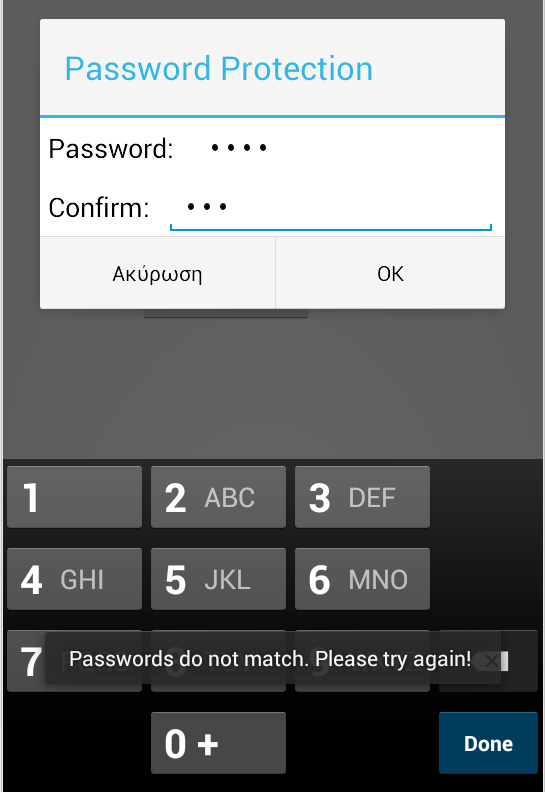 Password Protection
Password: ••••
Confirm: •••
Ακύρωση OK
1 2 ABC 3 DEF
4 GHI 5 JKL 6 MNO
7
Passwords do not match. Please try again!
0 + Done